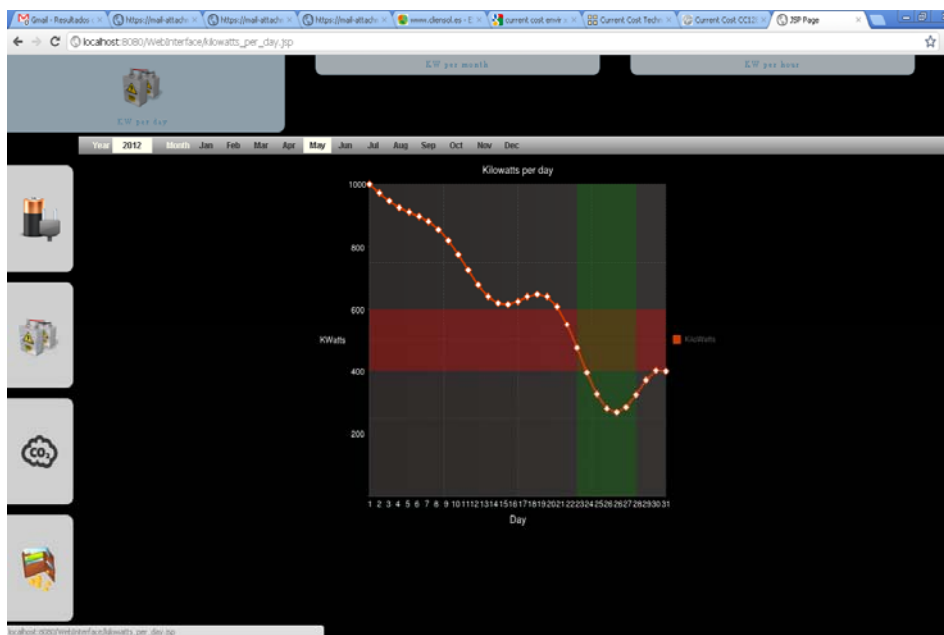 Gmail - Resultados
https://mail-attach
https://mail-attach
https://mail-attach
www.clensol.es - E
current cost envir
Current Cost Techn
Current Cost CC12
JSP Page
localhost:8080/WebInterface/kilowatts_per_day.jsp
KW per month
KW per hour
KW per day
Year 2012 Month Jan Feb Mar Apr May Jun Jul Aug Sep Oct Nov Dec
Kilowatts per day
1000
800
600
KWatts
KiloWatts
400
CO2
200
1 2 3 4 5 6 7 8 9 10 11 12 13 14 15 16 17 18 19 20 21 22 23 24 25 26 27 28 29 30 31
Day
localhost:8080/WebInterface/kilowatts_per_day.jsp